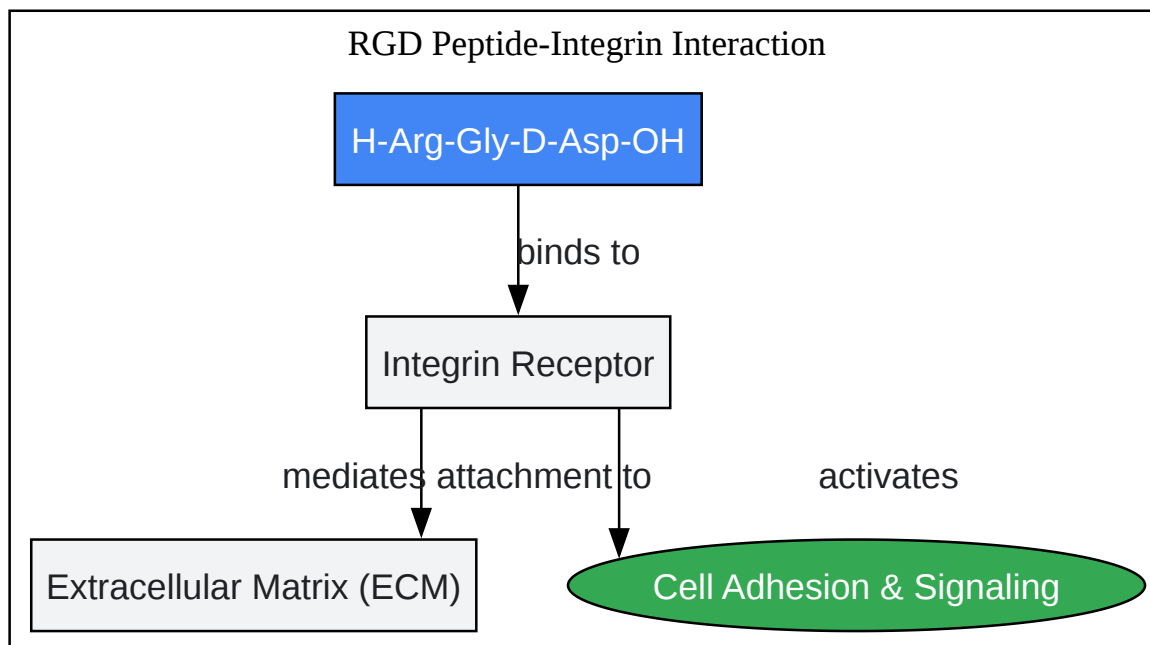 RGD Peptide-Integrin Interaction
H-Arg-Gly-D-Asp-OH
binds to
Integrin Receptor
mediates attachment to
activates
Extracellular Matrix (ECM)
Cell Adhesion & Signaling